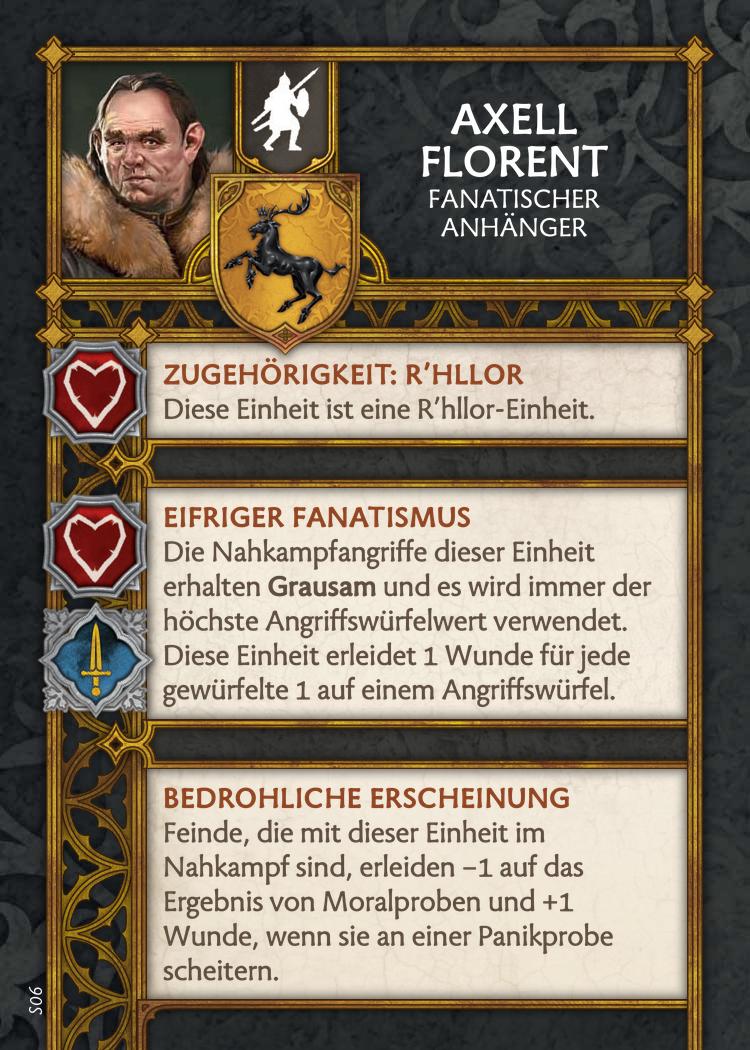 AXELL
FLORENT
FANATISCHER
ANHÄNGER
ZUGEHÖRIGKEIT: R’HLLOR
Diese Einheit ist eine R’hllor-Einheit.
EIFRIGER FANATISMUS
Die Nahkampfangriffe dieser Einheit
erhalten Grausam und es wird immer der
höchste Angriffswürfelwert verwendet.
Diese Einheit erleidet 1 Wunde für jede
gewürfelte 1 auf einem Angriffswürfel.
BEDROHLICHE ERSCHEINUNG
Feinde, die mit dieser Einheit im
Nahkampf sind, erleiden –1 auf das
Ergebnis von Moralproben und +1
Wunde, wenn sie an einer Panikprobe
scheitern.
S06